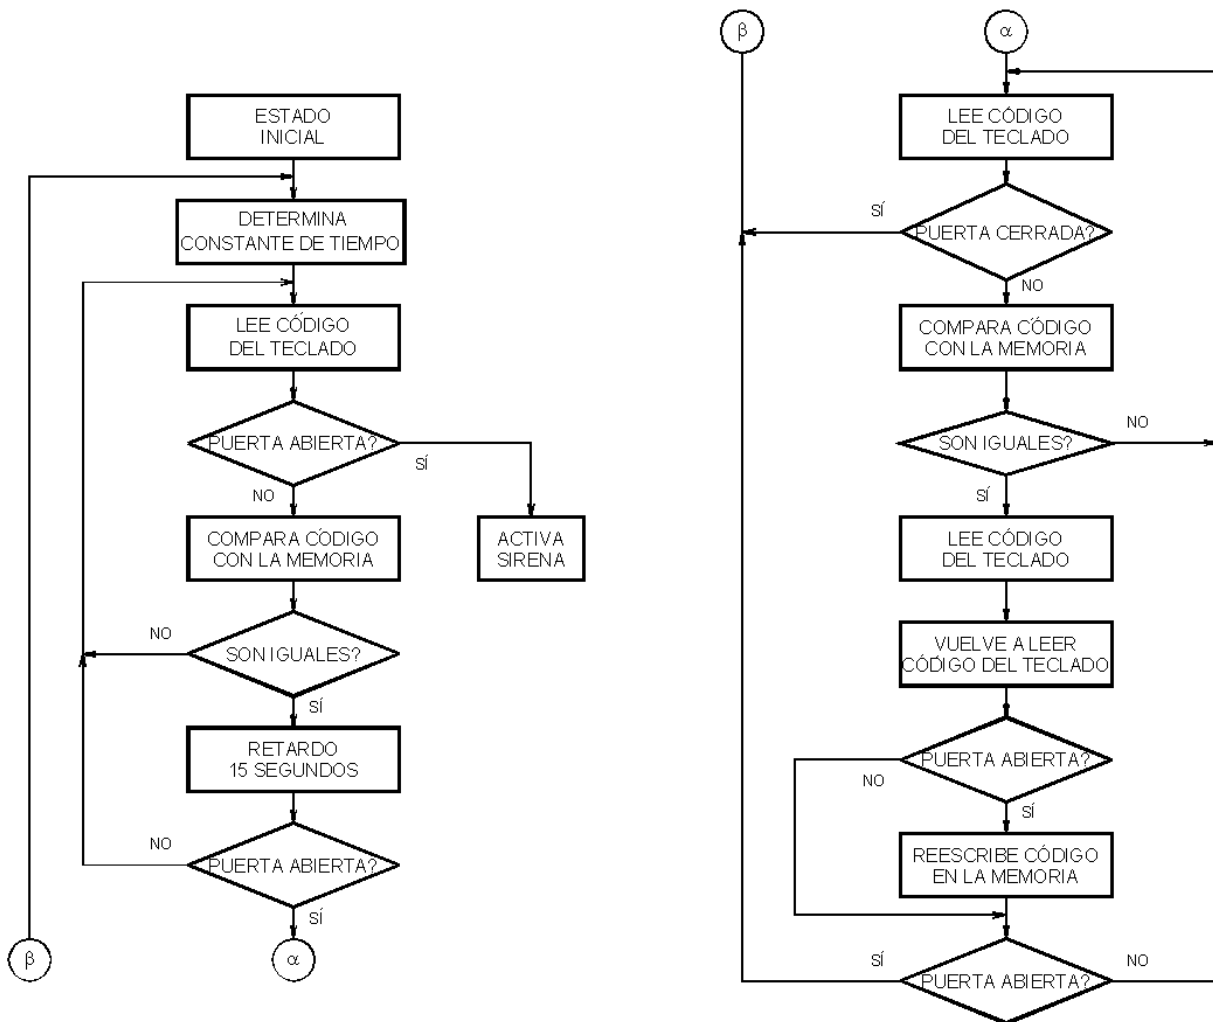 ESTADO
INICIAL
DETERMINA
CONSTANTE DE TIEMPO
LEE CÓDIGO
DEL TECLADO
PUERTA ABIERTA?
SÍ
NO
COMPARA CÓDIGO
CON LA MEMORIA
ACTIVA
SIRENA
NO
SON IGUALES?
SÍ
RETARDO
15 SEGUNDOS
NO
PUERTA ABIERTA?
SÍ
β
α
β
α
LEE CÓDIGO
DEL TECLADO
SÍ
PUERTA CERRADA?
NO
COMPARA CÓDIGO
CON LA MEMORIA
NO
SON IGUALES?
SÍ
LEE CÓDIGO
DEL TECLADO
VUELVE A LEER
CÓDIGO DEL TECLADO
PUERTA ABIERTA?
NO
SÍ
REESCRIBE CÓDIGO
EN LA MEMORIA
SÍ
NO
PUERTA ABIERTA?